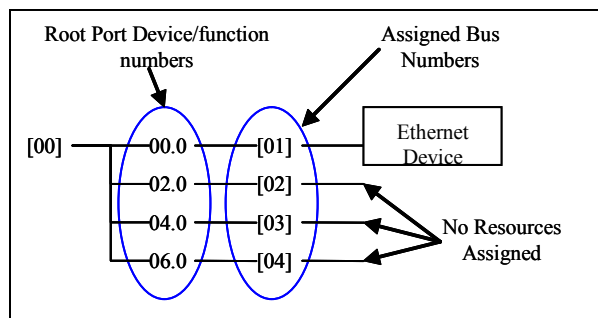 Root Port Device/function
numbers
Assigned Bus
Numbers
[00] 00.0 [01] Ethernet
Device
02.0 [02]
04.0 [03]
06.0 [04]
No Resources
Assigned